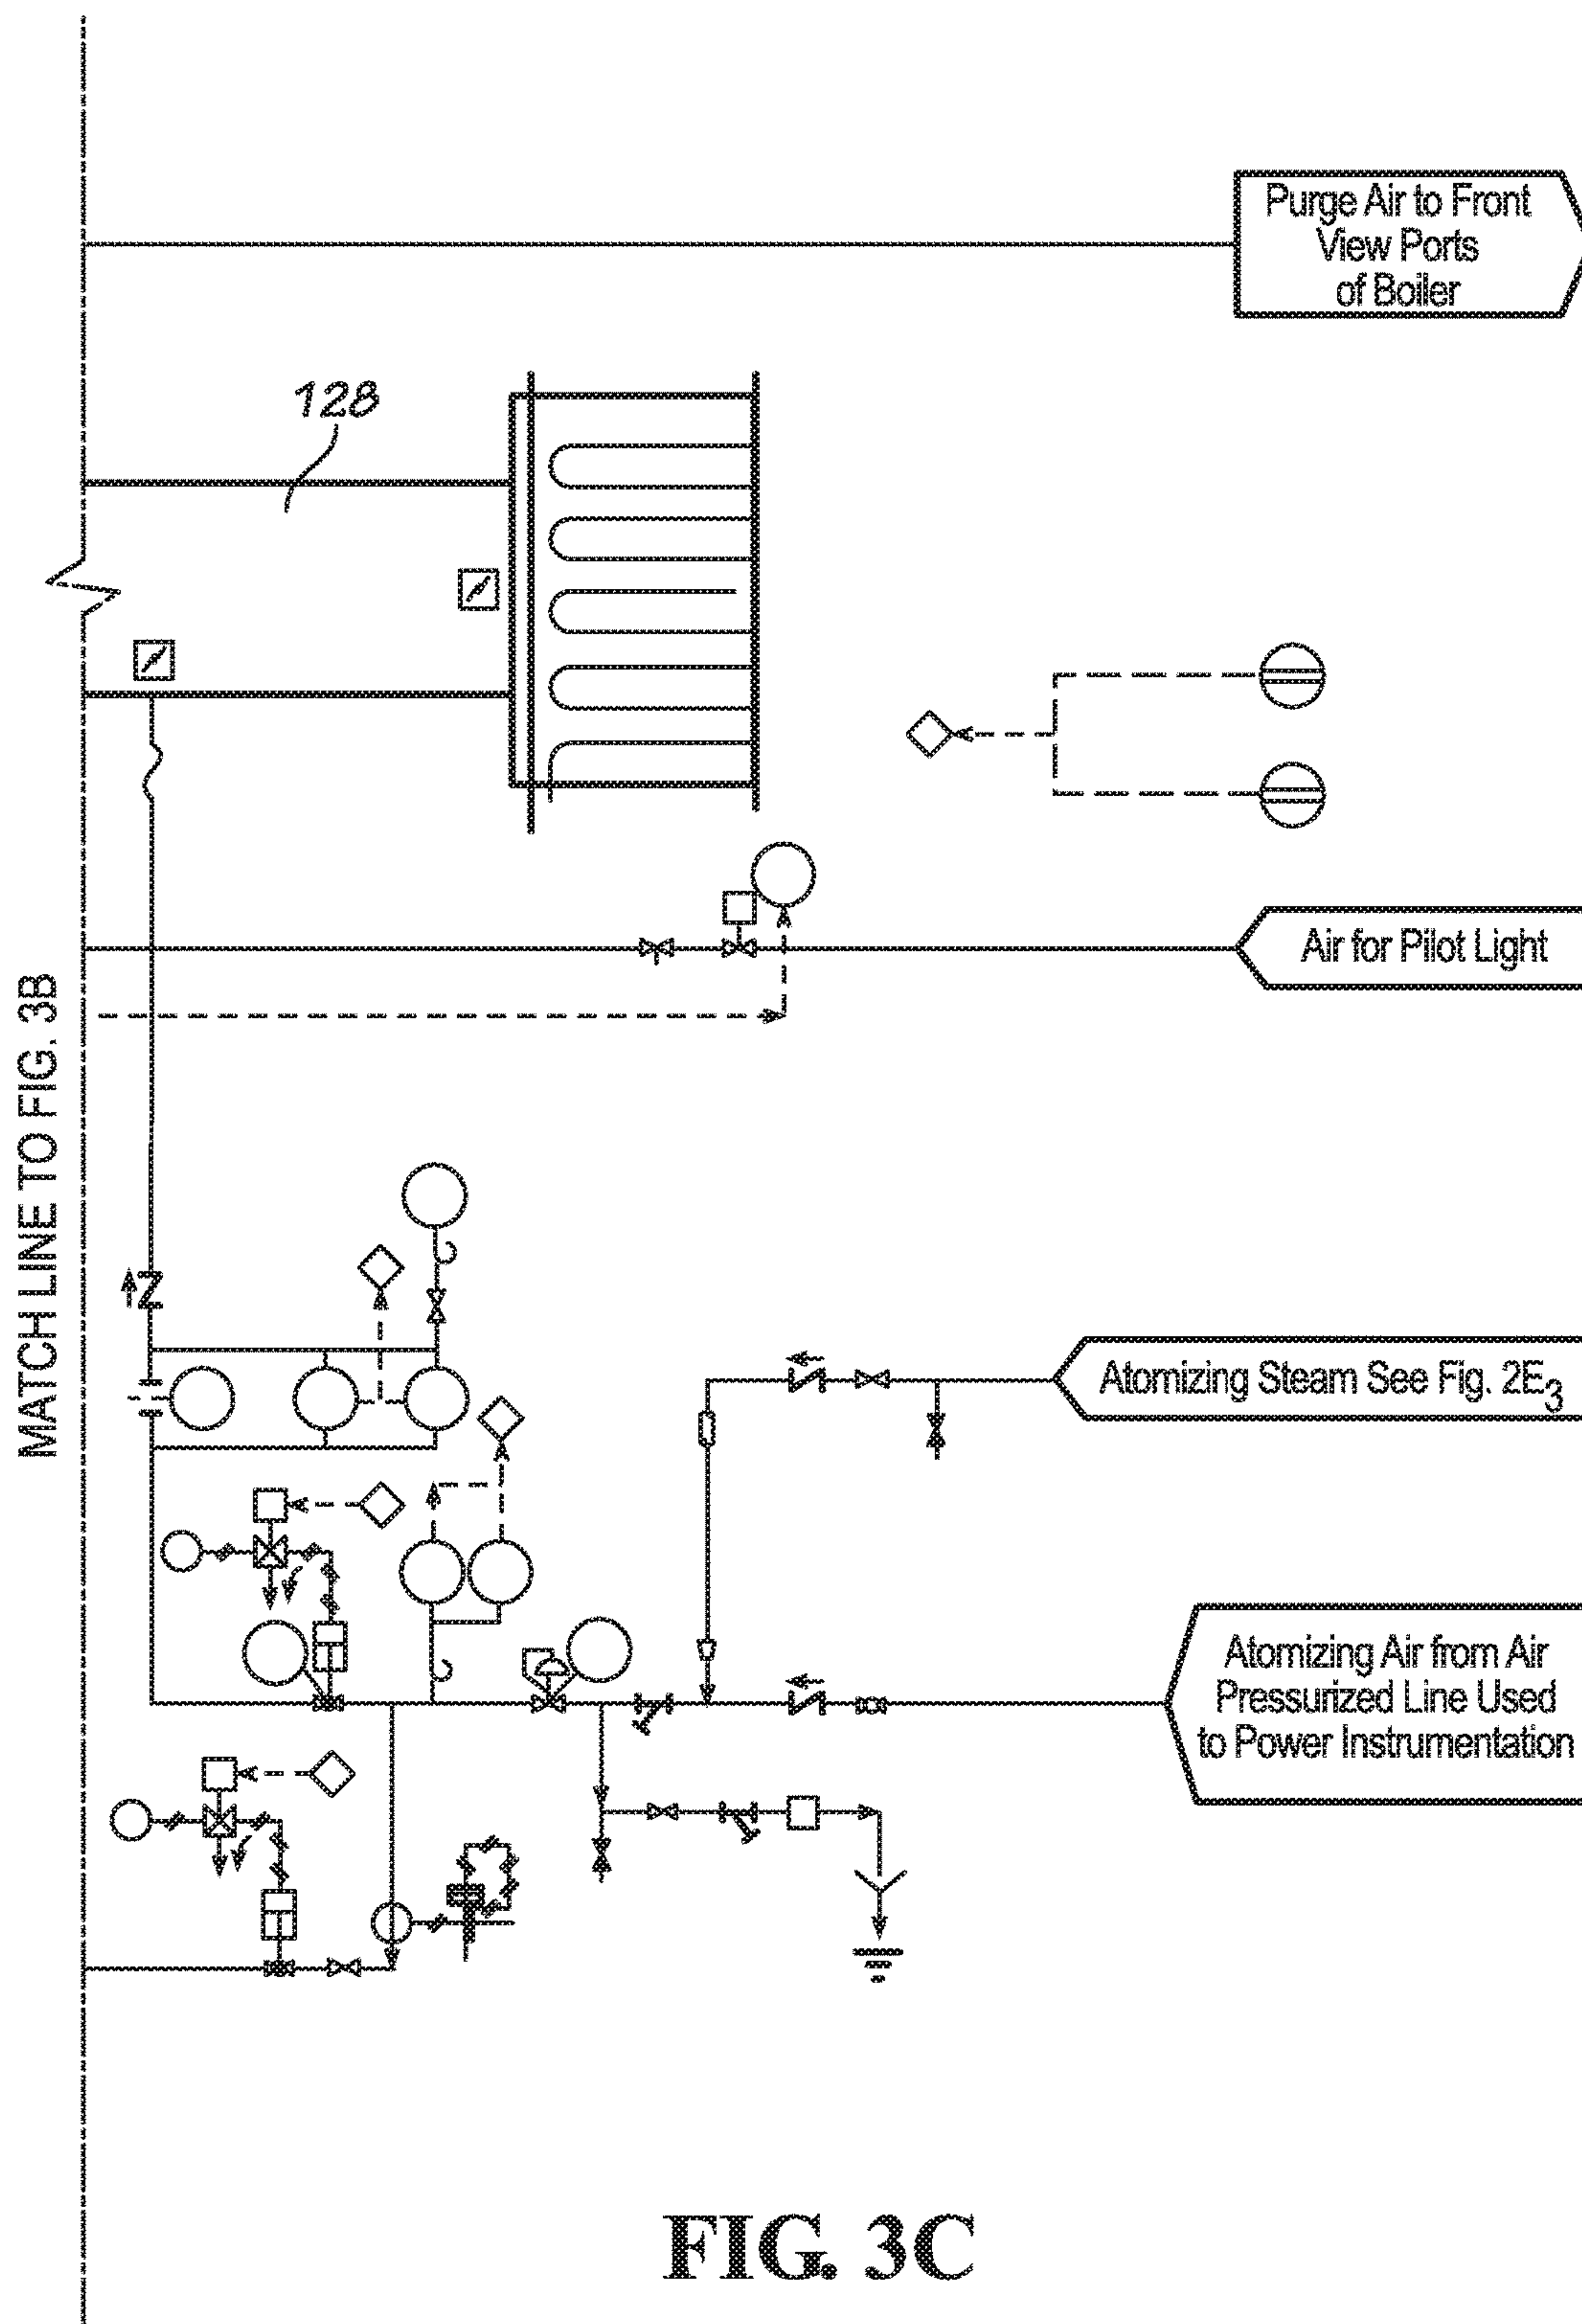 Purge Air to Front
View Ports
of Boiler
128
Air for Pilot Light
MATCH LINE TO FIG. 3B
Atomizing Steam See Fig. 2E3
Atomizing Air from Air
Pressurized Line Used
to Power Instrumentation
FIG. 3C